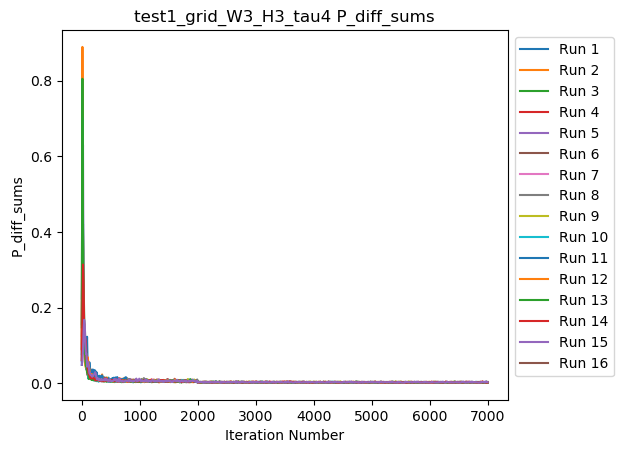 test1_grid_W3_H3_tau4 P_diff_sums
P_diff_sums
0.8
0.6
0.4
0.2
0.0
0
1000
2000
3000
4000
5000
6000
7000
Iteration Number
Run 1
Run 2
Run 3
Run 4
Run 5
Run 6
Run 7
Run 8
Run 9
Run 10
Run 11
Run 12
Run 13
Run 14
Run 15
Run 16